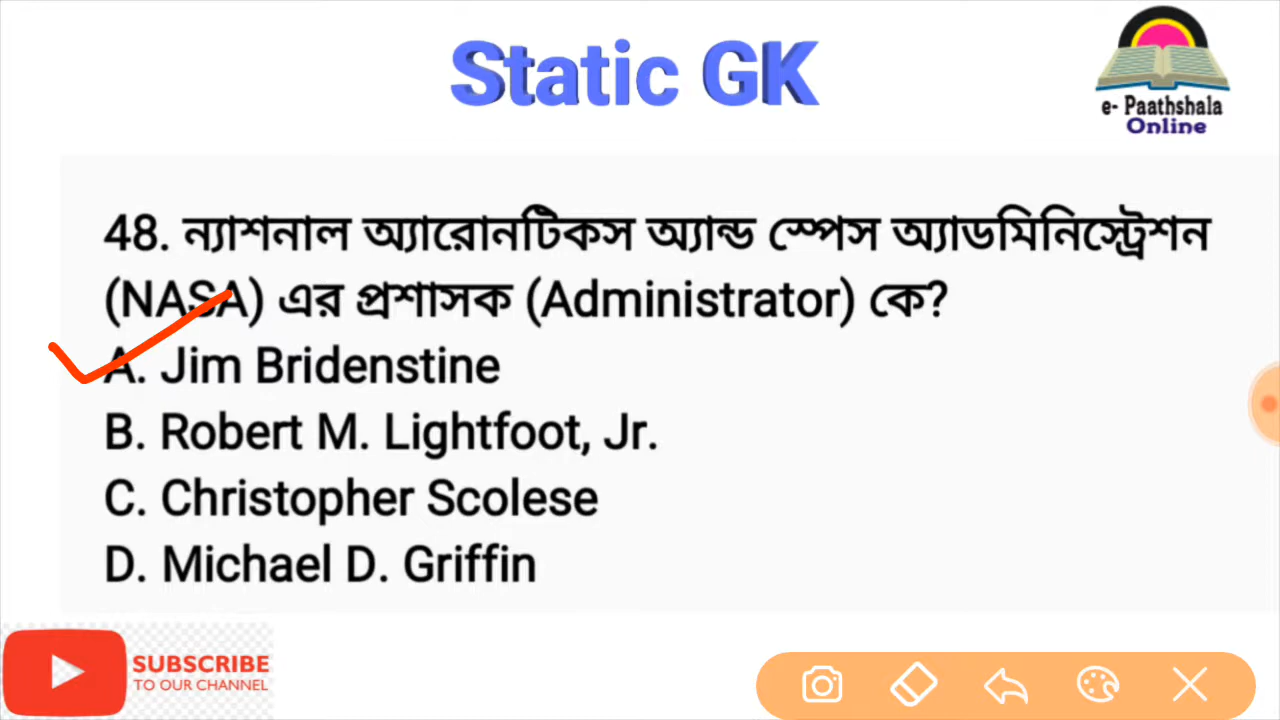 Static GK
e- Paathshala
Online
48. ন্যাশনাল অ্যারোনটিকস অ্যান্ড স্পেস অ্যাডমিনিস্ট্রেশন
(NASA) এর প্রশাসক (Administrator) কে?
A. Jim Bridenstine
B. Robert M. Lightfoot, Jr.
C. Christopher Scolese
D. Michael D. Griffin
SUBSCRIBE
TO OUR CHANNEL